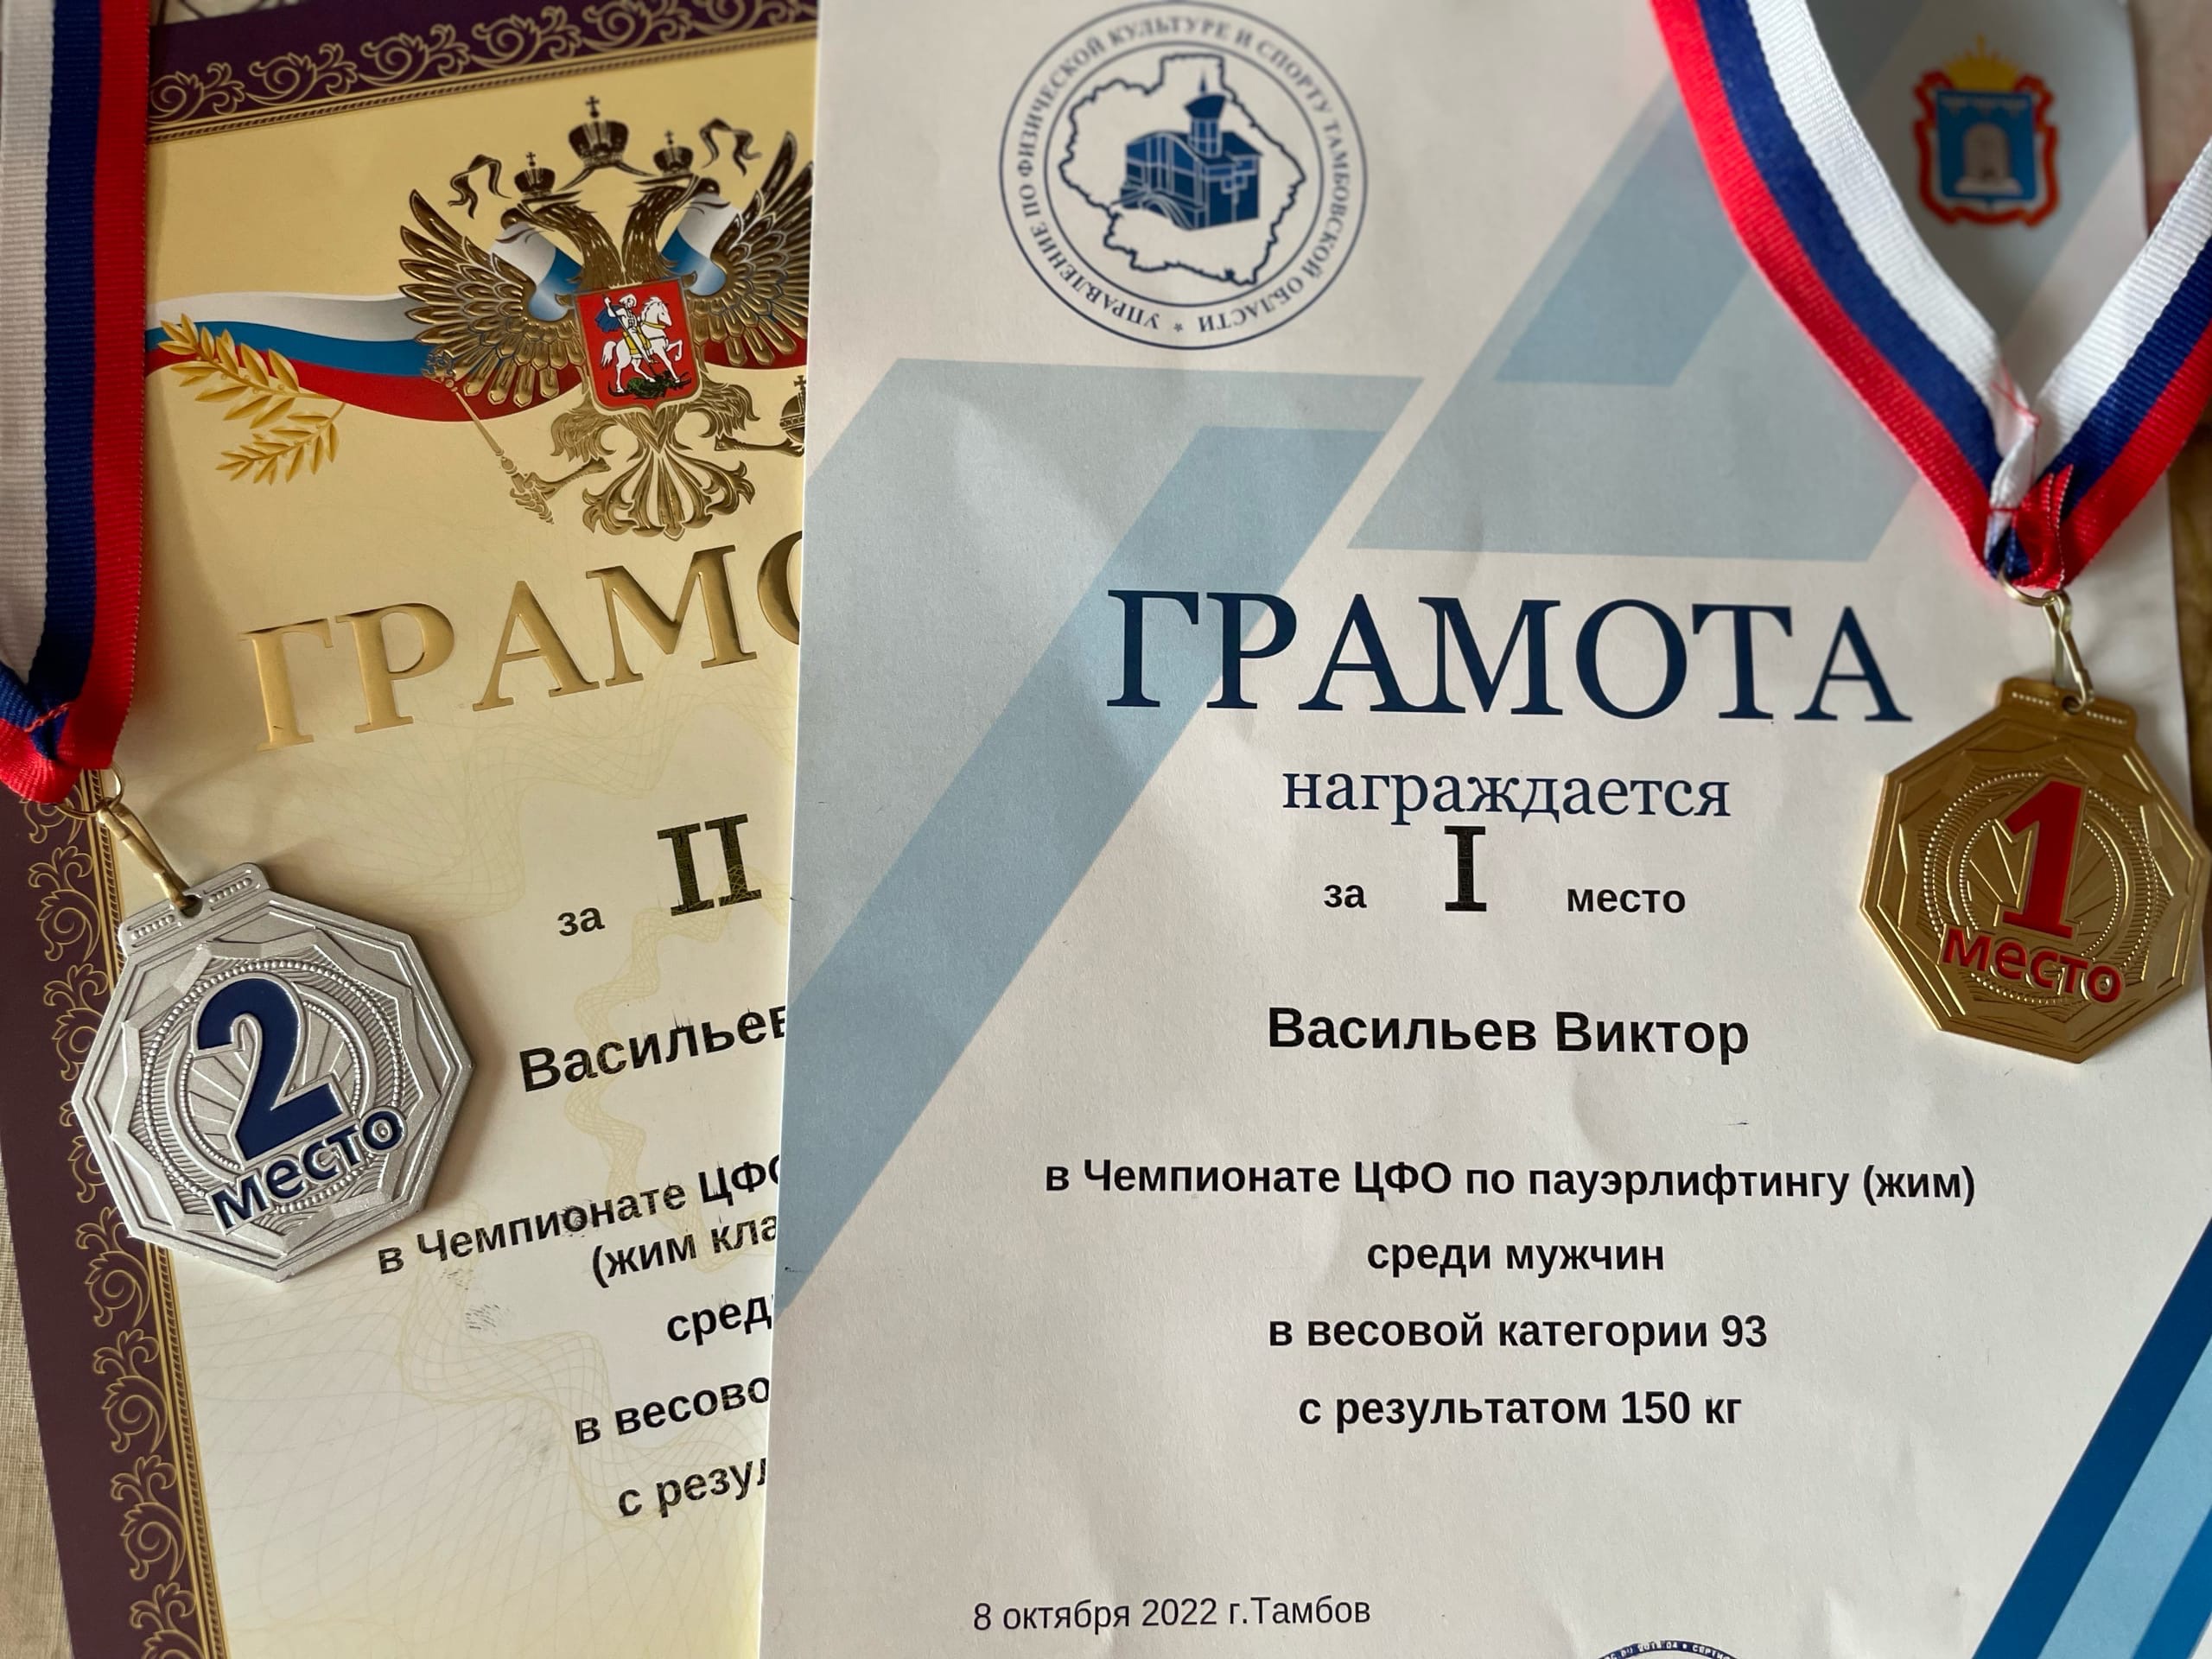 ГРАМО
за II
Васильев
в Чемпионате ЦФО
(жим кла
сред
в весово
с резул
2
место
УПРАВЛЕНИЕ ПО ФИЗИЧЕСКОЙ КУЛЬТУРЕ И СПОРТУ ТАМБОВСКОЙ ОБЛАСТИ *
ГРАМОТА
награждается
за I место
Васильев Виктор
в Чемпионате ЦФО по пауэрлифтингу (жим)
среди мужчин
в весовой категории 93
с результатом 150 кг
8 октября 2022 г.Тамбов
1
место